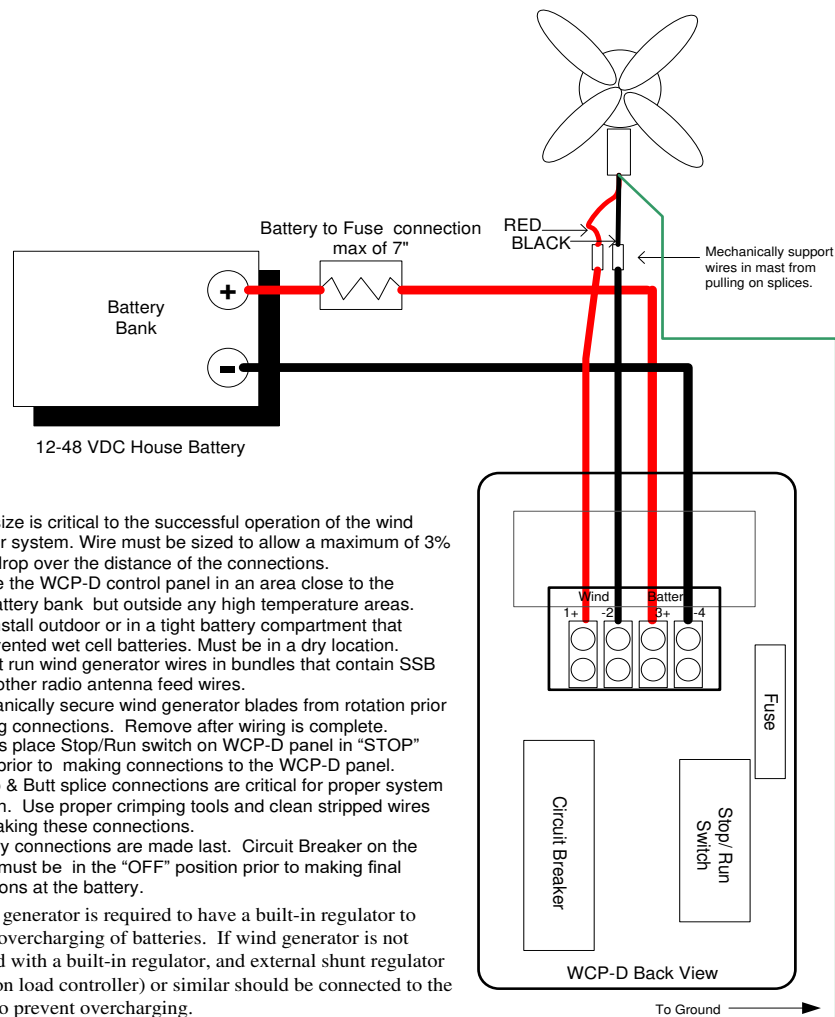 RED
BLACK
Battery to Fuse connection
max of 7"
Mechanically support
wires in mast from
pulling on splices.
+
Battery
Bank
-
12-48 VDC House Battery
size is critical to the successful operation of the wind
r system. Wire must be sized to allow a maximum of 3%
drop over the distance of the connections.
e the WCP-D control panel in an area close to the
attery bank but outside any high temperature areas.
stall outdoor or in a tight battery compartment that
ented wet cell batteries. Must be in a dry location.
t run wind generator wires in bundles that contain SSB
other radio antenna feed wires.
anically secure wind generator blades from rotation prior
g connections. Remove after wiring is complete.
s place Stop/Run switch on WCP-D panel in “STOP”
prior to making connections to the WCP-D panel.
& Butt splice connections are critical for proper system
n. Use proper crimping tools and clean stripped wires
aking these connections.
y connections are made last. Circuit Breaker on the
must be in the “OFF” position prior to making final
ons at the battery.
generator is required to have a built-in regulator to
overcharging of batteries. If wind generator is not
d with a built-in regulator, and external shunt regulator
on load controller) or similar should be connected to the
o prevent overcharging.
Wind Batter
1+ -2 3+ -4
Fuse
Circuit Breaker
Stop/ Run
Switch
WCP-D Back View
To Ground